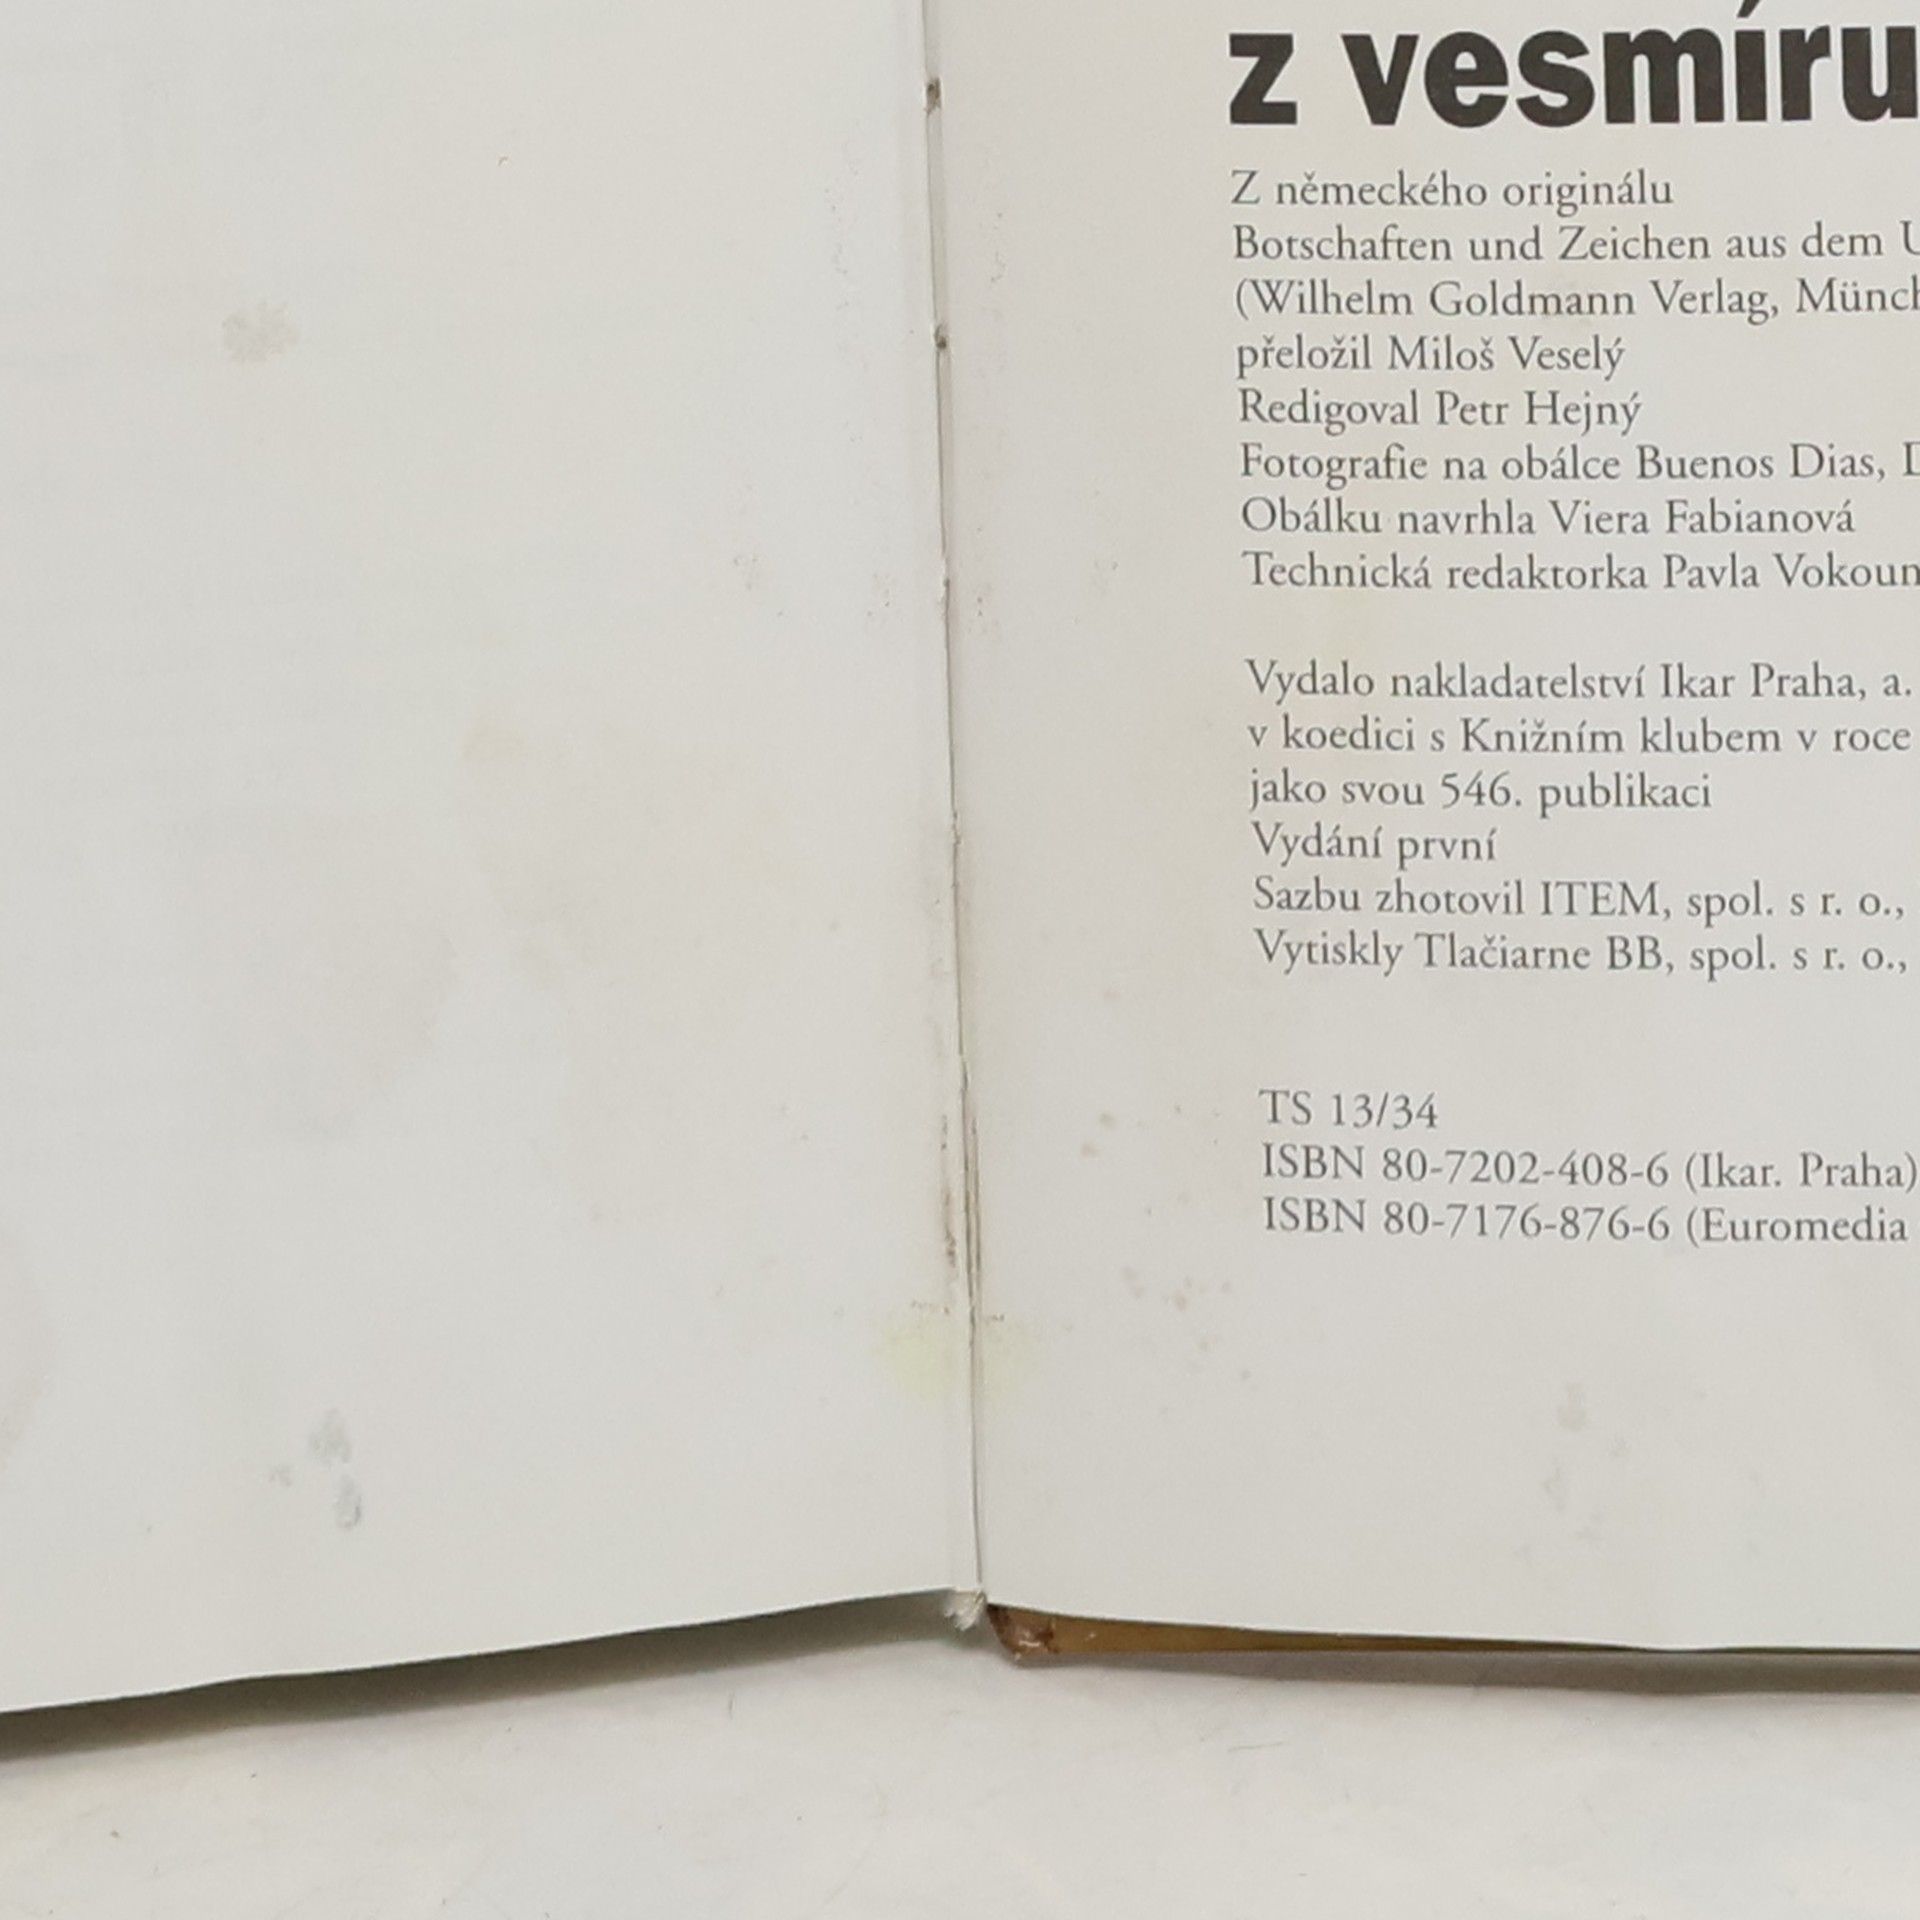 z vesmíru
Z německého originálu
Botschaften und Zeichen aus dem
(Wilhelm Goldmann Verlag,
přeložil Miloš Veselý
Redigoval Petr Hejný
Fotografie na obálce Buenos Dias,
Obálku navrhla Viera Fabianová
Technická redaktorka Pavla
Vydalo nakladatelství Ikar Praha, a.
v koedici s Knižním klubem v roce
jako svou 546. publikaci
Vydání první
Sazbu zhotovil ITEM, spol. s r. o.,
Vytiskly Tlačiarne BB, spol. s r. o.,
TS 13/34
ISBN 80-7202-408-6 (Ikar. Praha)
ISBN 80-7176-876-6 (Euromedia